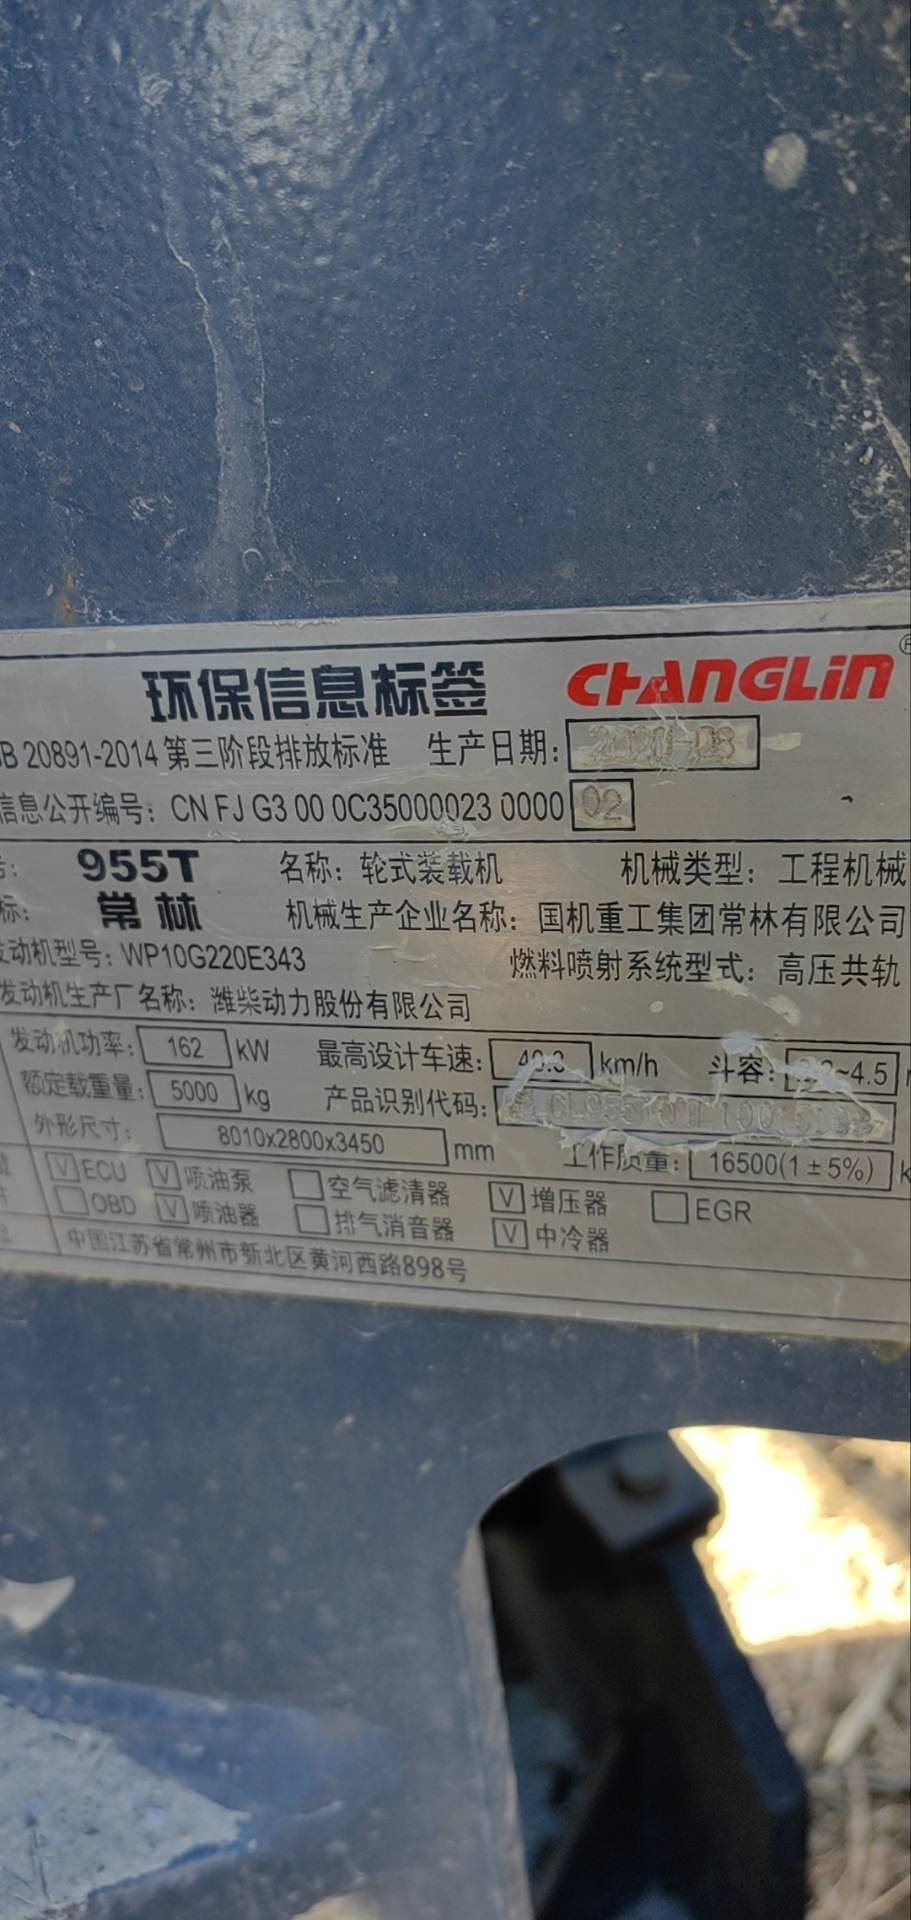 环保信息标签 CHANGLIN
B 20891-2014 第三阶段排放标准 生产日期:
信息公开编号: CN FJ G3 00 0C35000023 0000 02
号: 955T 名称: 轮式装载机 机械类型: 工程机械
标: 常林 机械生产企业名称: 国机重工集团常林有限公司
发动机型号: WP10G220E343 燃料喷射系统型式: 高压共轨
发动机生产厂名称: 潍柴动力股份有限公司
发动机功率: 162 kW 最高设计车速: km/h 斗容: ~4.5
额定载重量: 5000 kg 产品识别代码:
外形尺寸: 8010x2800x3450 mm 工作质量: 16500(1±5%) k
V ECU V 喷油泵 空气滤清器 V 增压器 EGR
OBD V 喷油器 排气消音器 V 中冷器
中国江苏省常州市新北区黄河西路898号